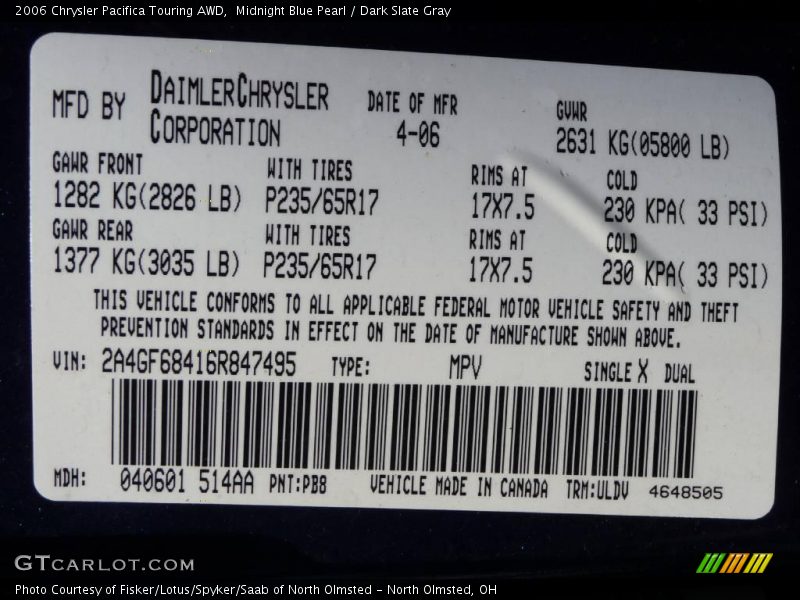 2006 Chrysler Pacifica Touring AWD,  Midnight Blue Pearl / Dark Slate Gray
MFD BY DAIMLERCHRYSLER CORPORATION DATE OF MFR 4-06 GVWR 2631 KG(05800 LB)
GAWR FRONT WITH TIRES RIMS AT COLD
1282 KG(2826 LB) P235/65R17 17X7.5 230 KPA( 33 PSI)
GAWR REAR WITH TIRES RIMS AT COLD
1377 KG(3035 LB) P235/65R17 17X7.5 230 KPA( 33 PSI)
THIS VEHICLE CONFORMS TO ALL APPLICABLE FEDERAL MOTOR VEHICLE SAFETY AND THEFT
PREVENTION STANDARDS IN EFFECT ON THE DATE OF MANUFACTURE SHOWN ABOVE.
VIN: 2A4GF68416R847495 TYPE: MPV SINGLE X DUAL
MDH: 040601 514AA PNT:PB8 VEHICLE MADE IN CANADA TRM:ULDV 4648505
GTCARLOT.COM
Photo Courtesy of Fisker/Lotus/Spyker/Saab of North Olmsted - North Olmsted, OH